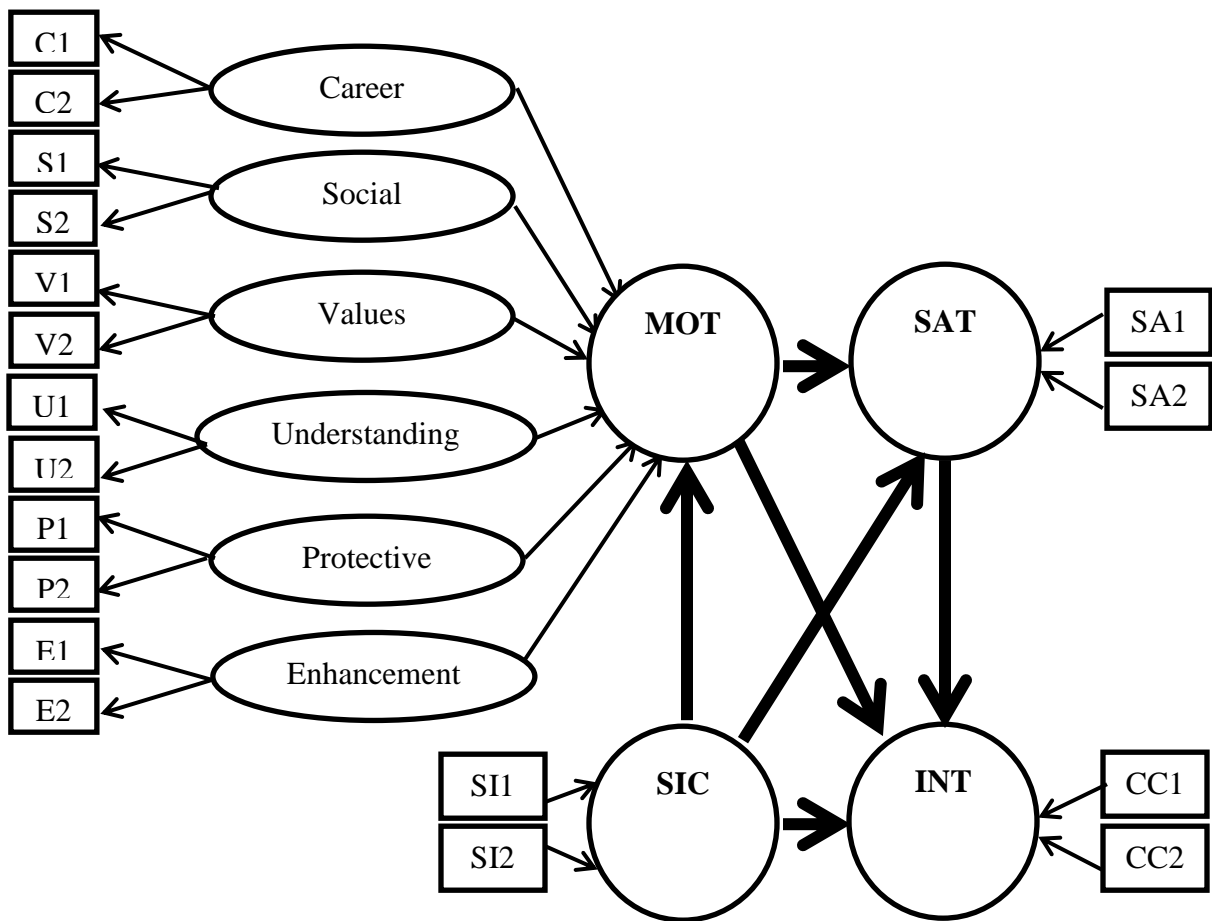 C1
C2
S1
S2
V1
V2
U1
U2
P1
P2
E1
E2
Career
Social
Values
Understanding
Protective
Enhancement
MOT
SAT
SA1
SA2
SI1
SI2
SIC
INT
CC1
CC2